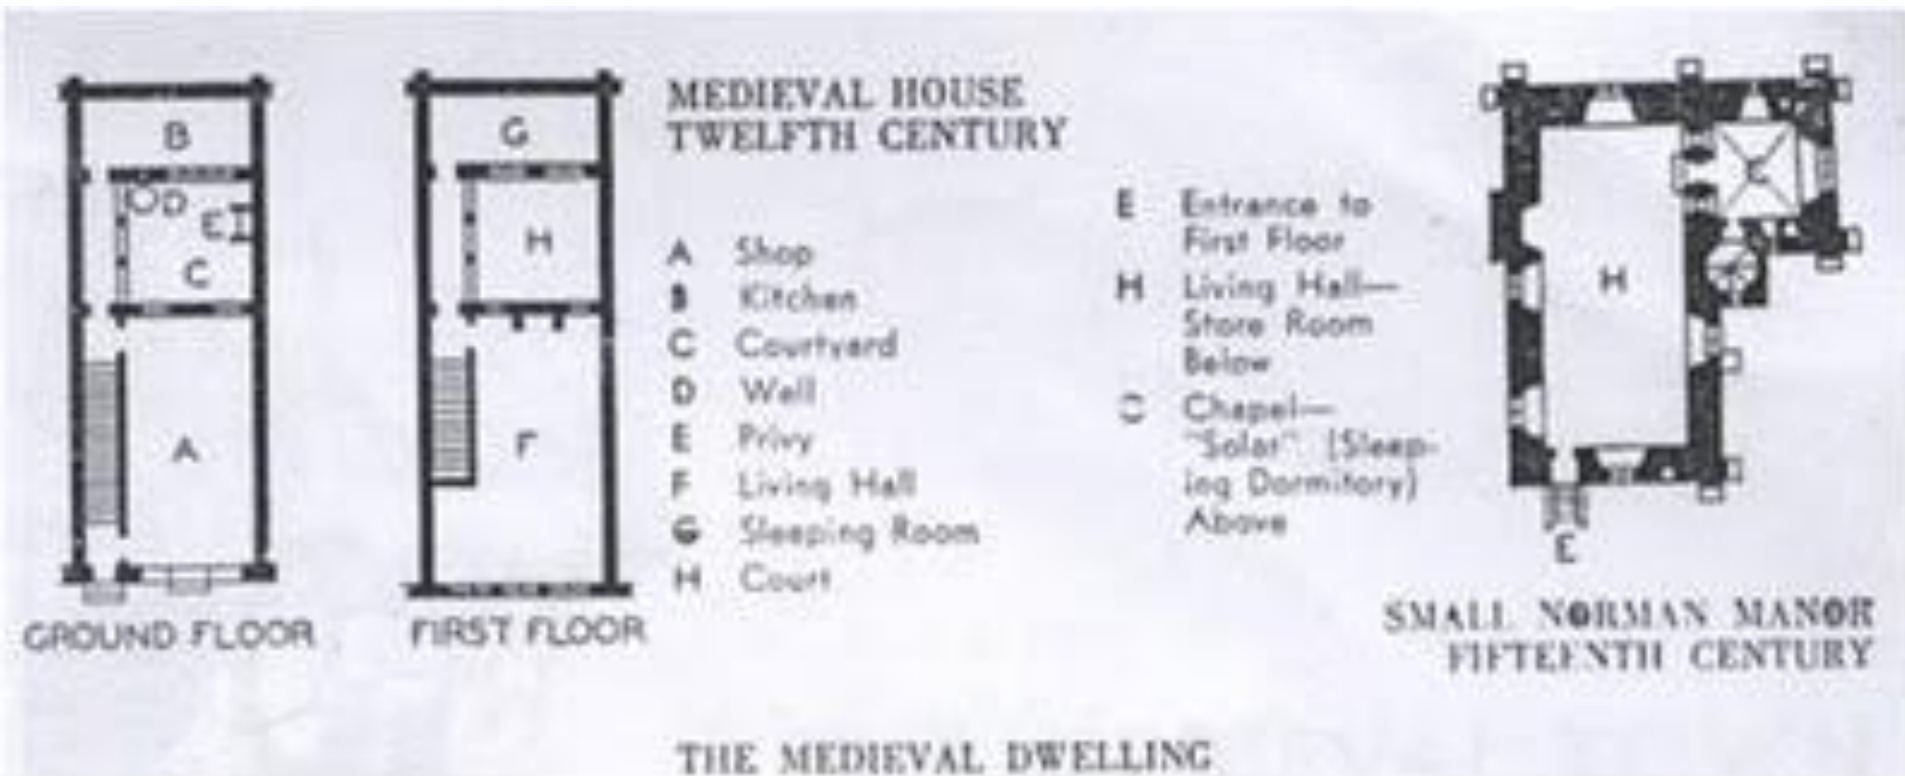 B
D
E
C
A
GROUND FLOOR
G
H
F
FIRST FLOOR
MEDIEVAL HOUSE
TWELFTH CENTURY
A Shop
B Kitchen
C Courtyard
D Well
E Privy
F Living Hall
G Sleeping Room
H Court
E Entrance to
First Floor
H Living Hall—
Store Room
Below
C Chapel—
"Solar" (Sleep-
ing Dormitory)
Above
C
H
E
SMALL NORMAN MANOR
FIFTEENTH CENTURY
THE MEDIEVAL DWELLING